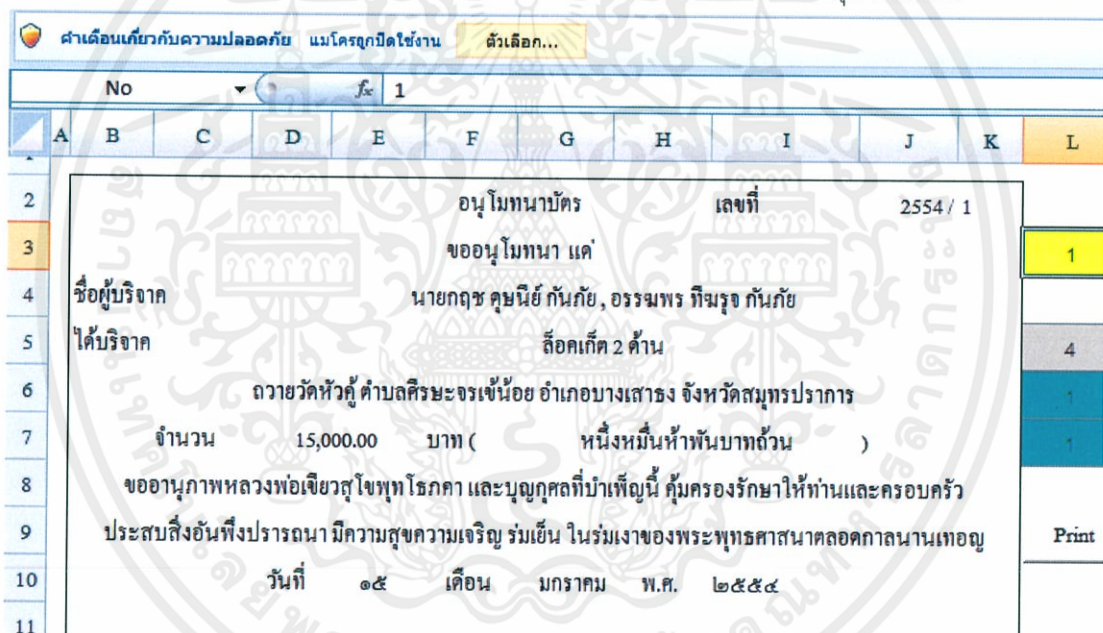 คำเตือนเกี่ยวกับความปลอดภัย แมโครถูกปิดใช้งาน ตัวเลือก...
No fx 1
A B C D E F G H I J K L
2 อนุโมทนาบัตร เลขที่ 2554 / 1
3 ขออนุโมทนา แด่ 1
4 ชื่อผู้บริจาค นายกฤช ดุษนีย์ กันภัย , อรรฆพร ทีฆรุจ กันภัย
5 ได้บริจาค ล็อคเก็ต 2 ด้าน 4
6 ถวายวัดหัวคู้ ตำบลศีรษะจรเข้น้อย อำเภอบางเสาธง จังหวัดสมุทรปราการ 1
7 จำนวน 15,000.00 บาท ( หนึ่งหมื่นห้าพันบาทถ้วน ) 1
8 ขออานุภาพหลวงพ่อเขียวสุโขพุทโธภคา และบุญกุศลที่บำเพ็ญนี้ คุ้มครองรักษาให้ท่านและครอบครัว
9 ประสบสิ่งอันพึงปรารถนา มีความสุขความเจริญ ร่มเย็น ในร่มเงาของพระพุทธศาสนาตลอดกาลนานเทอญ Print
10 วันที่ ๑๕ เดือน มกราคม พ.ศ. ๒๕๕๔
11